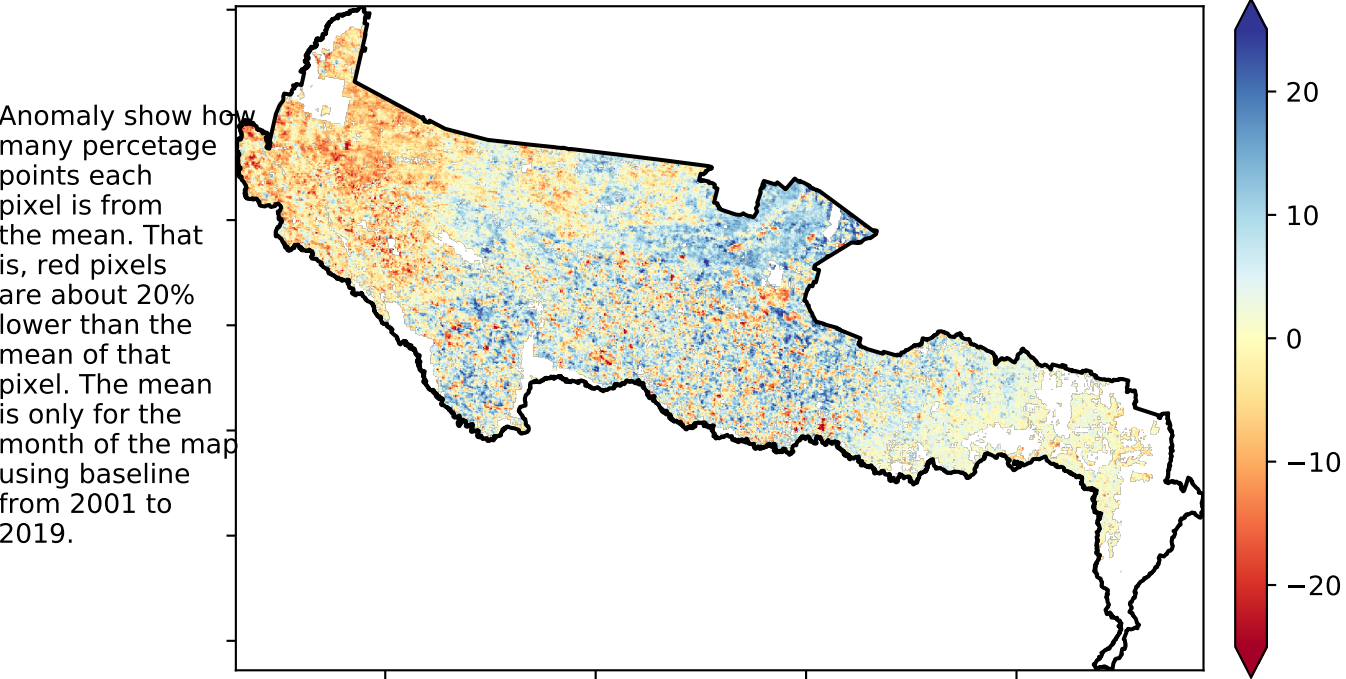 Anomaly show how
many percetage
points each
pixel is from
the mean. That
is, red pixels
are about 20%
lower than the
mean of that
pixel. The mean
is only for the
month of the map
using baseline
from 2001 to
2019.
20
10
0
−10
−20